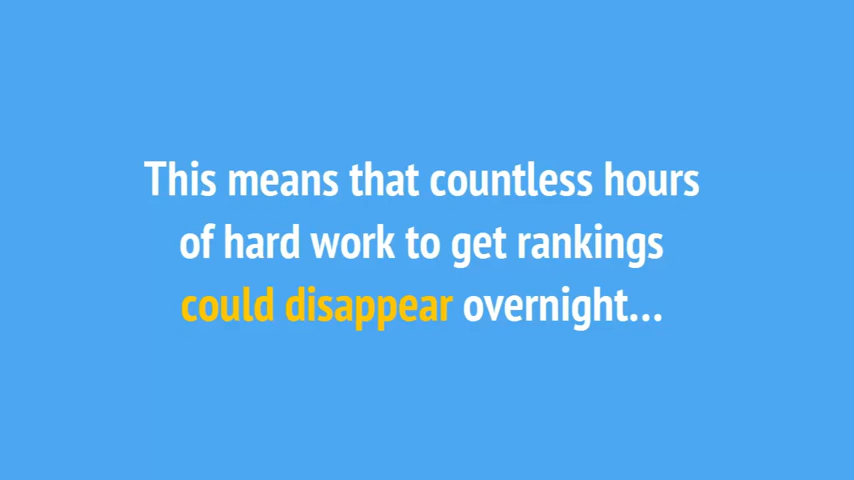 This means that countless hours
of hard work to get rankings
could disappear overnight...